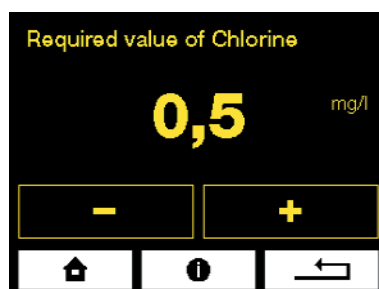 Required value of Chlorine
0,5 mg/l
- +